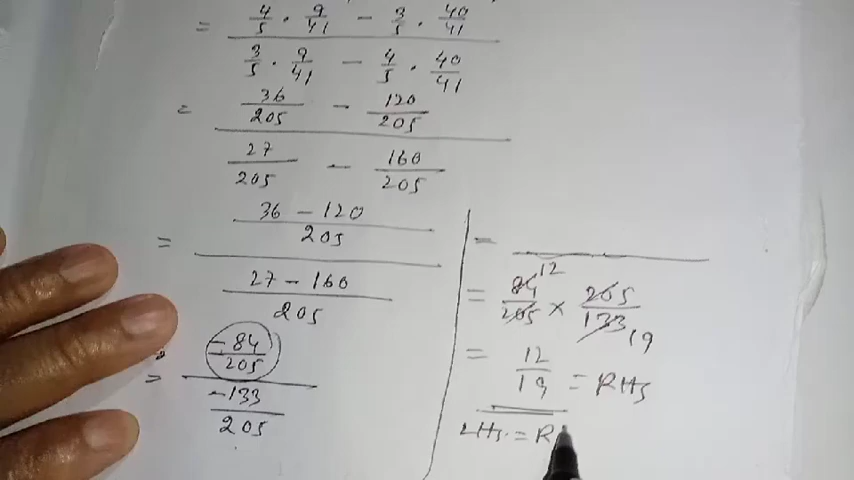 = 4/5 · 9/41 − 3/5 · 40/41
3/5 · 9/41 − 4/5 · 40/41
= 36/205 − 120/205
27/205 − 160/205
= 36 − 120
205
27 − 160
205
= −84
205
−133
205
=
= 84 12/205 × 205/133 19
= 12/19 = RHS
LHS = R